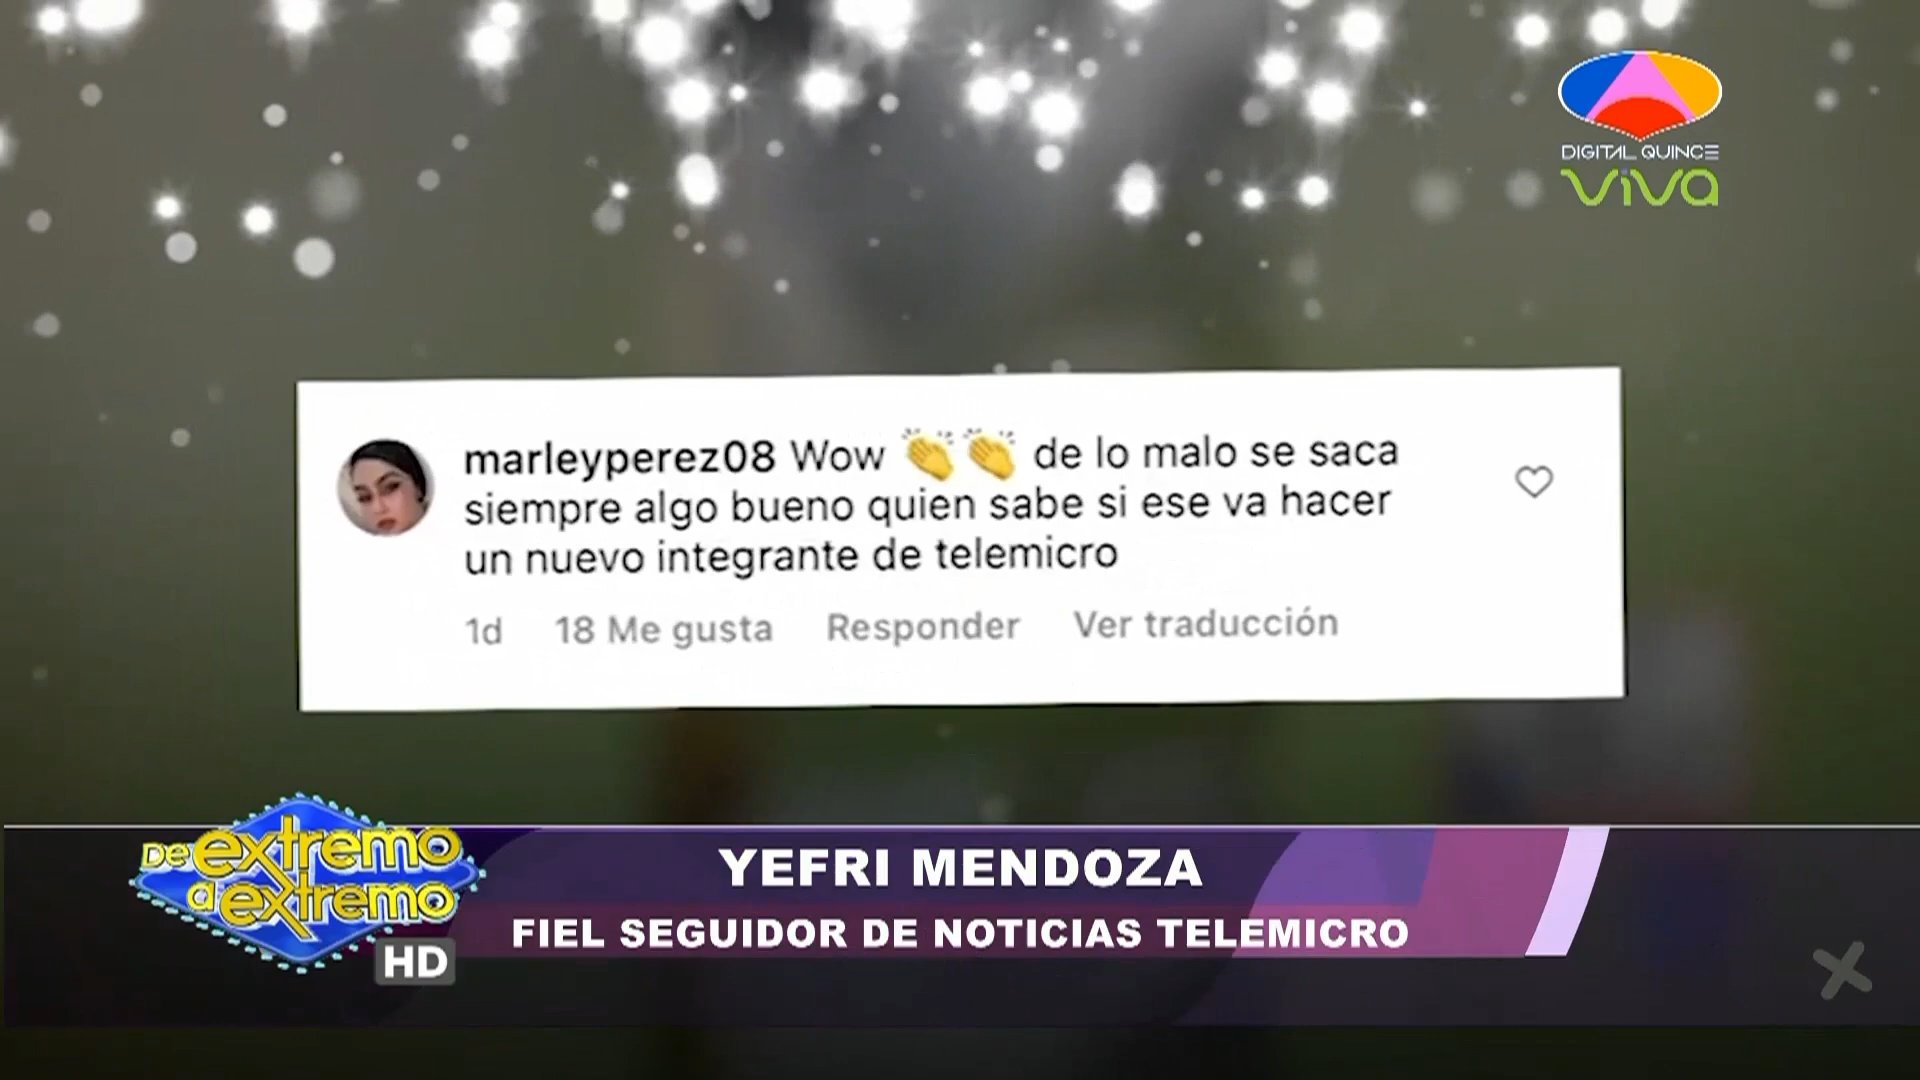 DIGITAL QUINCE
VIVA
marleyperez08 Wow 👏👏 de lo malo se saca
siempre algo bueno quien sabe si ese va hacer
un nuevo integrante de telemicro
1d 18 Me gusta Responder Ver traducción
De extremo
a extremo
HD
YEFRI MENDOZA
FIEL SEGUIDOR DE NOTICIAS TELEMICRO